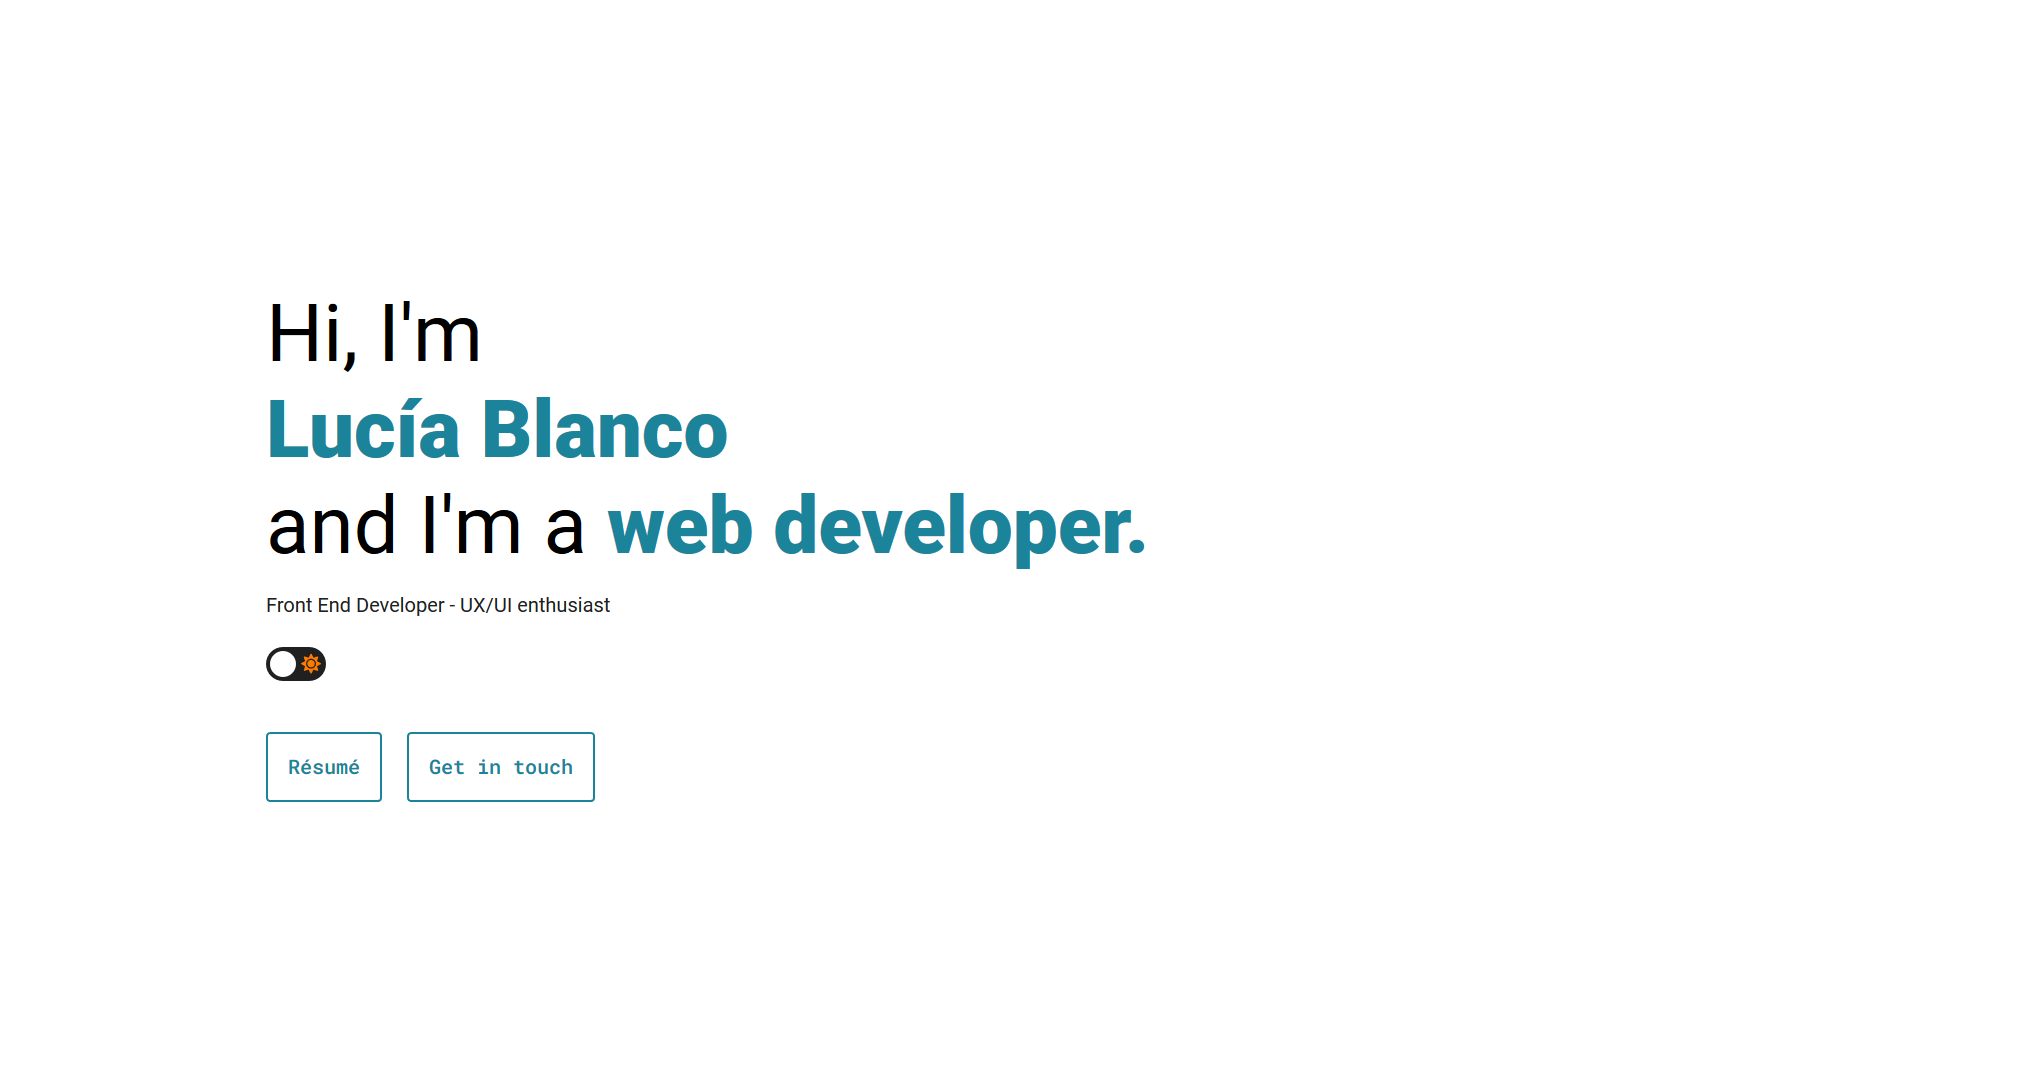 Hi, I'm
Lucía Blanco
and I'm a web developer.
Front End Developer - UX/UI enthusiast
Résumé
Get in touch